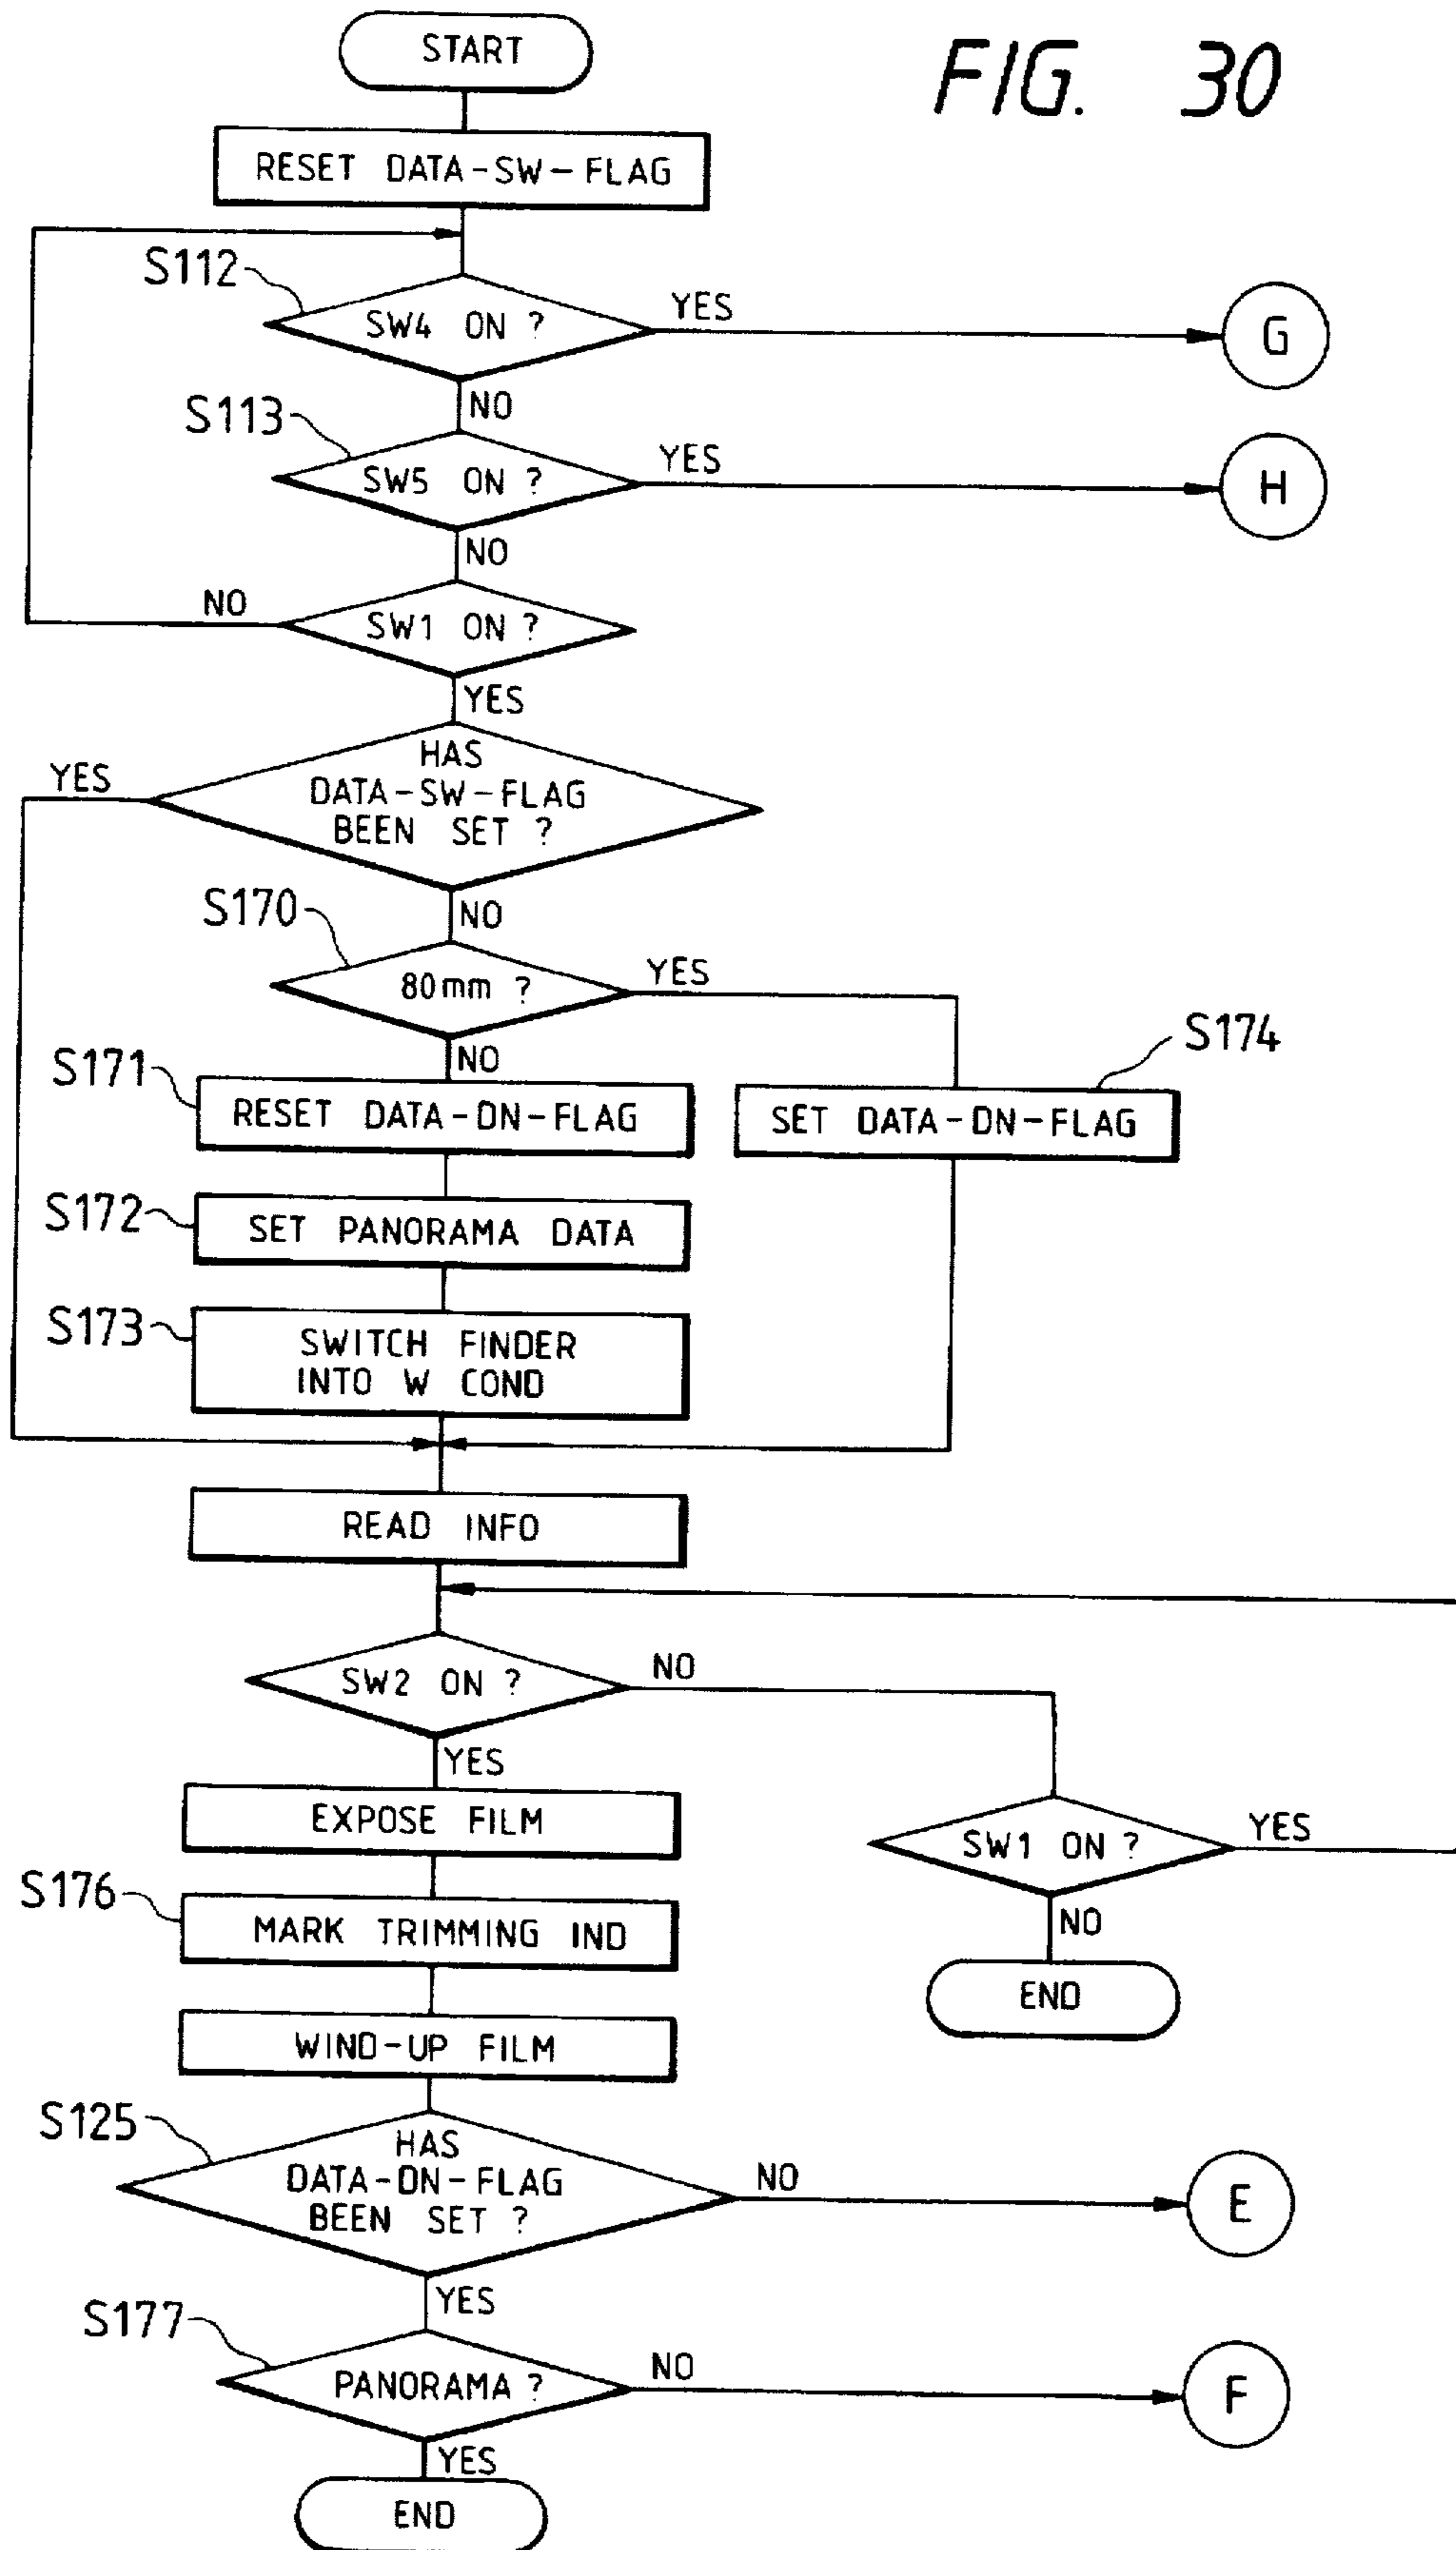 START
FIG. 30
RESET DATA-SW-FLAG
S112
SW4 ON ?
YES
G
NO
S113
SW5 ON ?
YES
H
NO
NO
SW1 ON ?
YES
HAS
DATA-SW-FLAG
BEEN SET ?
YES
NO
S170
80mm ?
YES
NO
S171
RESET DATA-ON-FLAG
S174
SET DATA-ON-FLAG
S172
SET PANORAMA DATA
S173
SWITCH FINDER
INTO W COND
READ INFO
SW2 ON ?
NO
YES
EXPOSE FILM
SW1 ON ?
YES
NO
END
S176
MARK TRIMMING IND
WIND-UP FILM
S125
HAS
DATA-ON-FLAG
BEEN SET ?
NO
E
YES
S177
PANORAMA ?
NO
F
YES
END